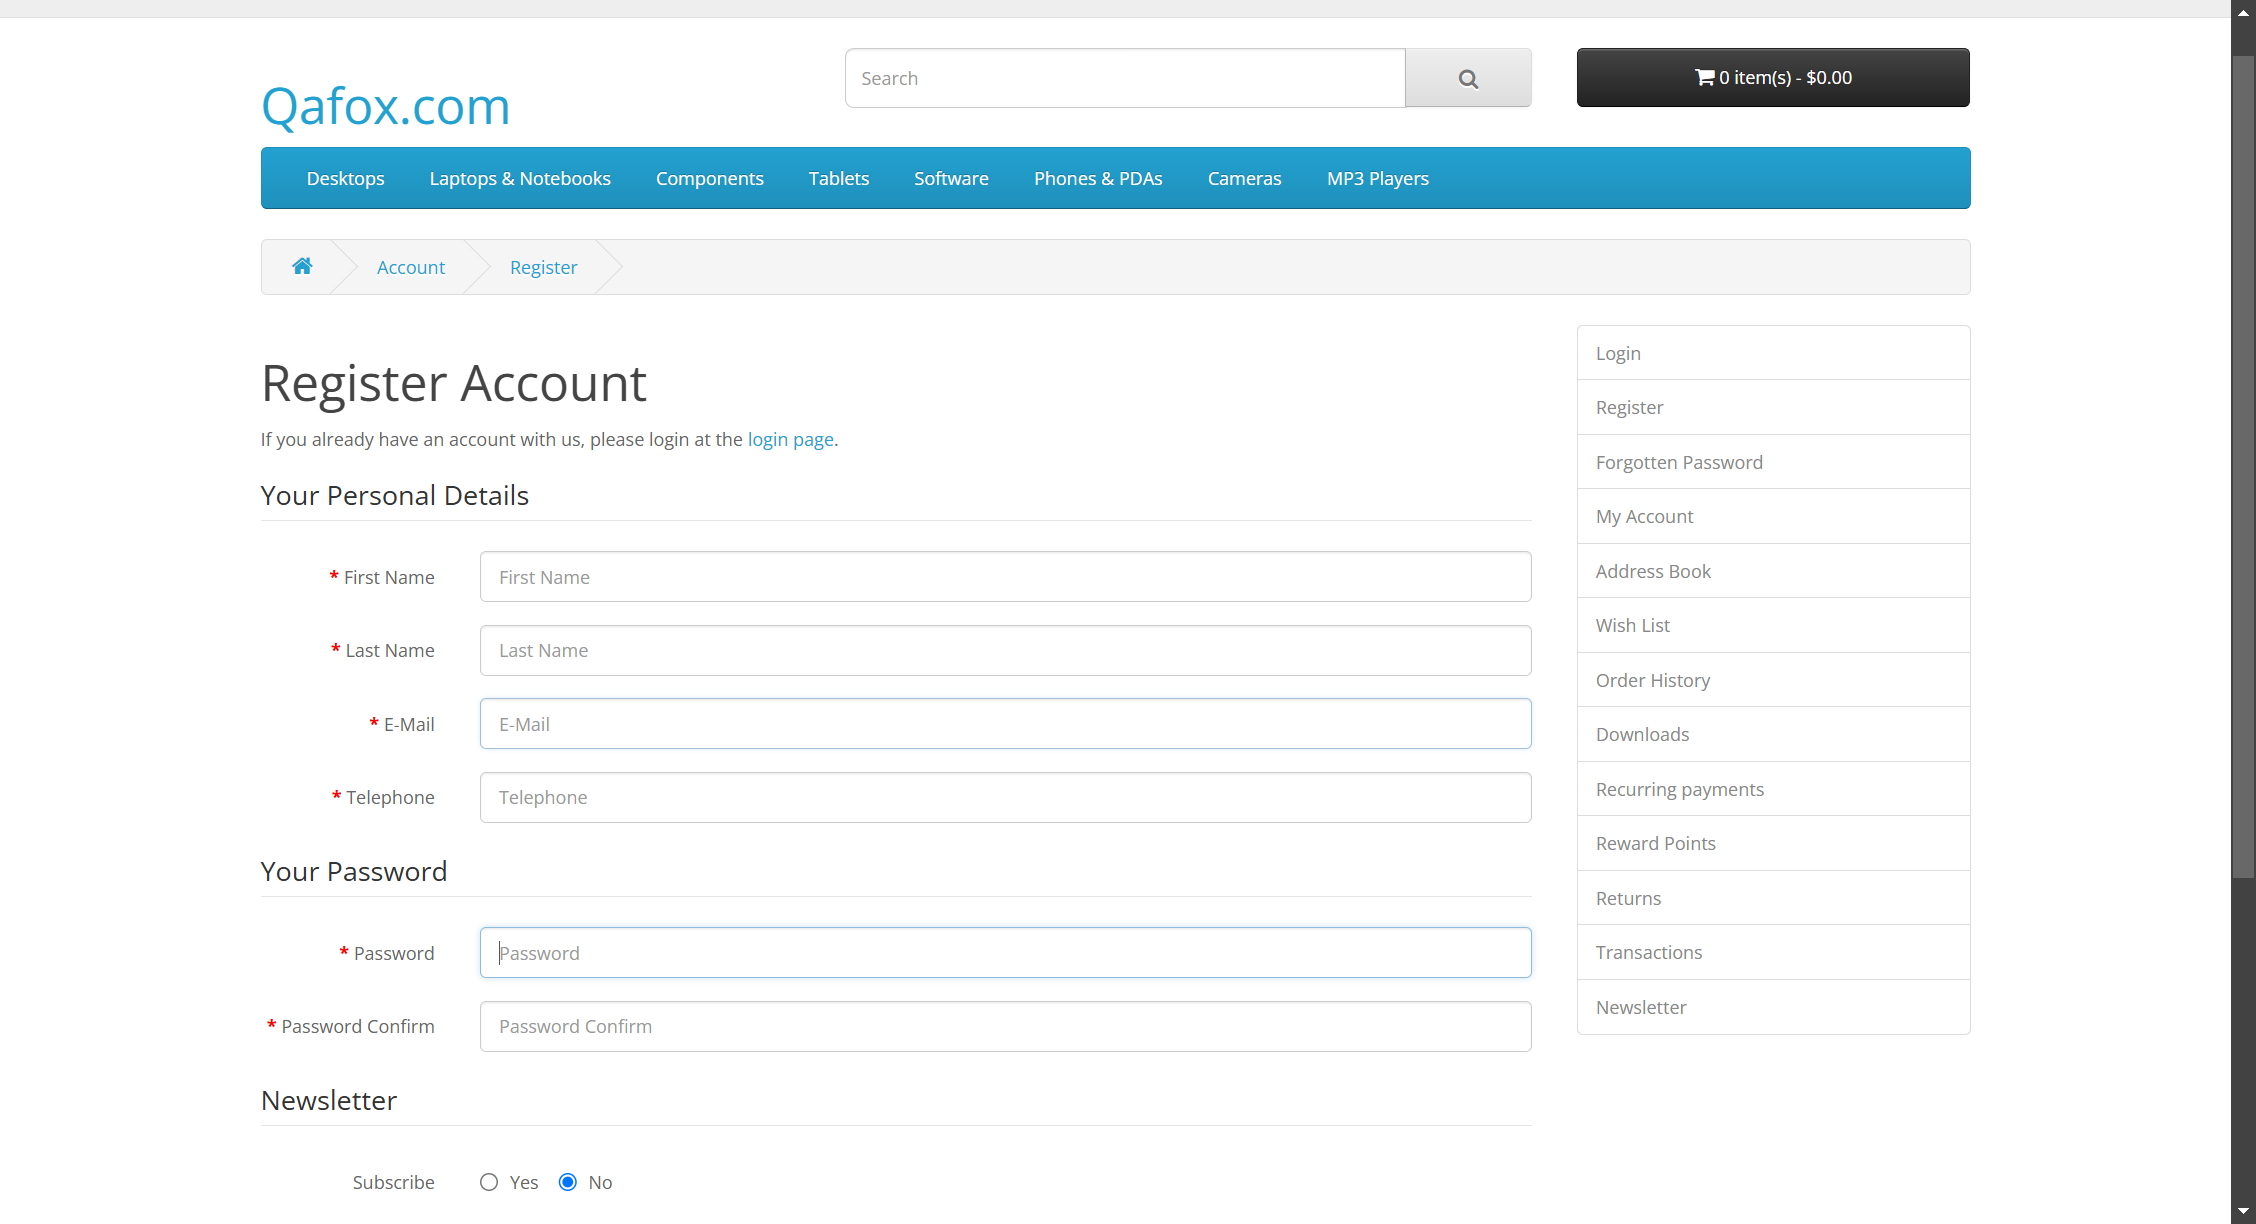 Search
0 item(s) - $0.00
Qafox.com
Desktops Laptops & Notebooks Components Tablets Software Phones & PDAs Cameras MP3 Players
Account Register
Register Account
If you already have an account with us, please login at the login page.
Your Personal Details
* First Name First Name
* Last Name Last Name
* E-Mail E-Mail
* Telephone Telephone
Your Password
* Password Password
* Password Confirm Password Confirm
Newsletter
Subscribe Yes No
Login
Register
Forgotten Password
My Account
Address Book
Wish List
Order History
Downloads
Recurring payments
Reward Points
Returns
Transactions
Newsletter